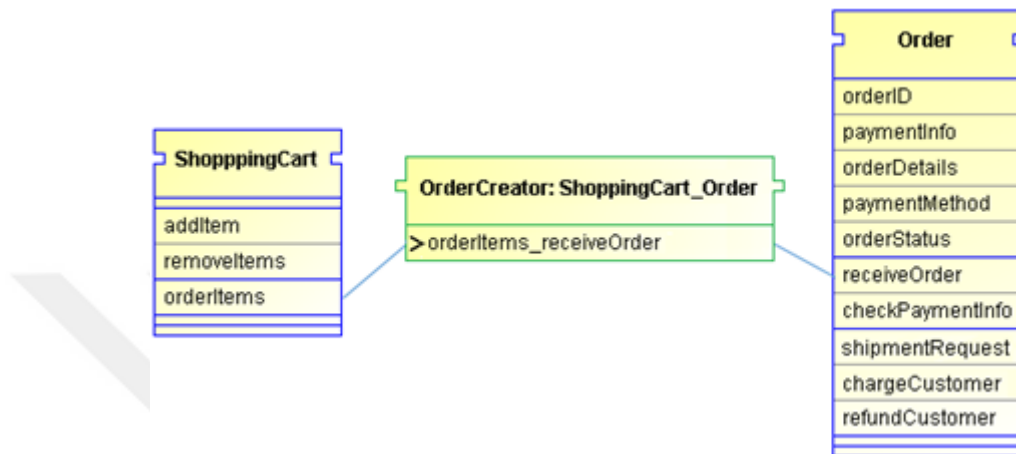 ShopppingCart
addItem
removeItems
orderItems
OrderCreator: ShoppingCart_Order
>orderItems_receiveOrder
Order
orderID
paymentInfo
orderDetails
paymentMethod
orderStatus
receiveOrder
checkPaymentInfo
shipmentRequest
chargeCustomer
refundCustomer